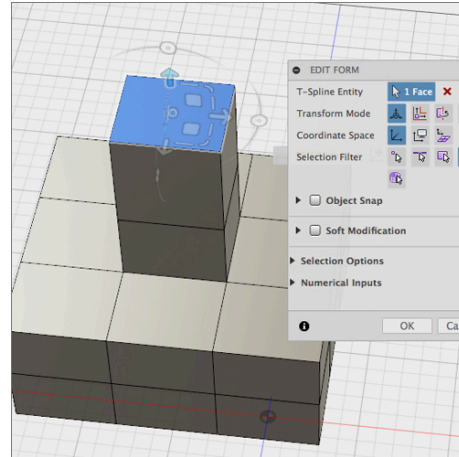 EDIT FORM
T-Spline Entity 1 Face
Transform Mode
Coordinate Space
Selection Filter
Object Snap
Soft Modification
Selection Options
Numerical Inputs
OK Ca